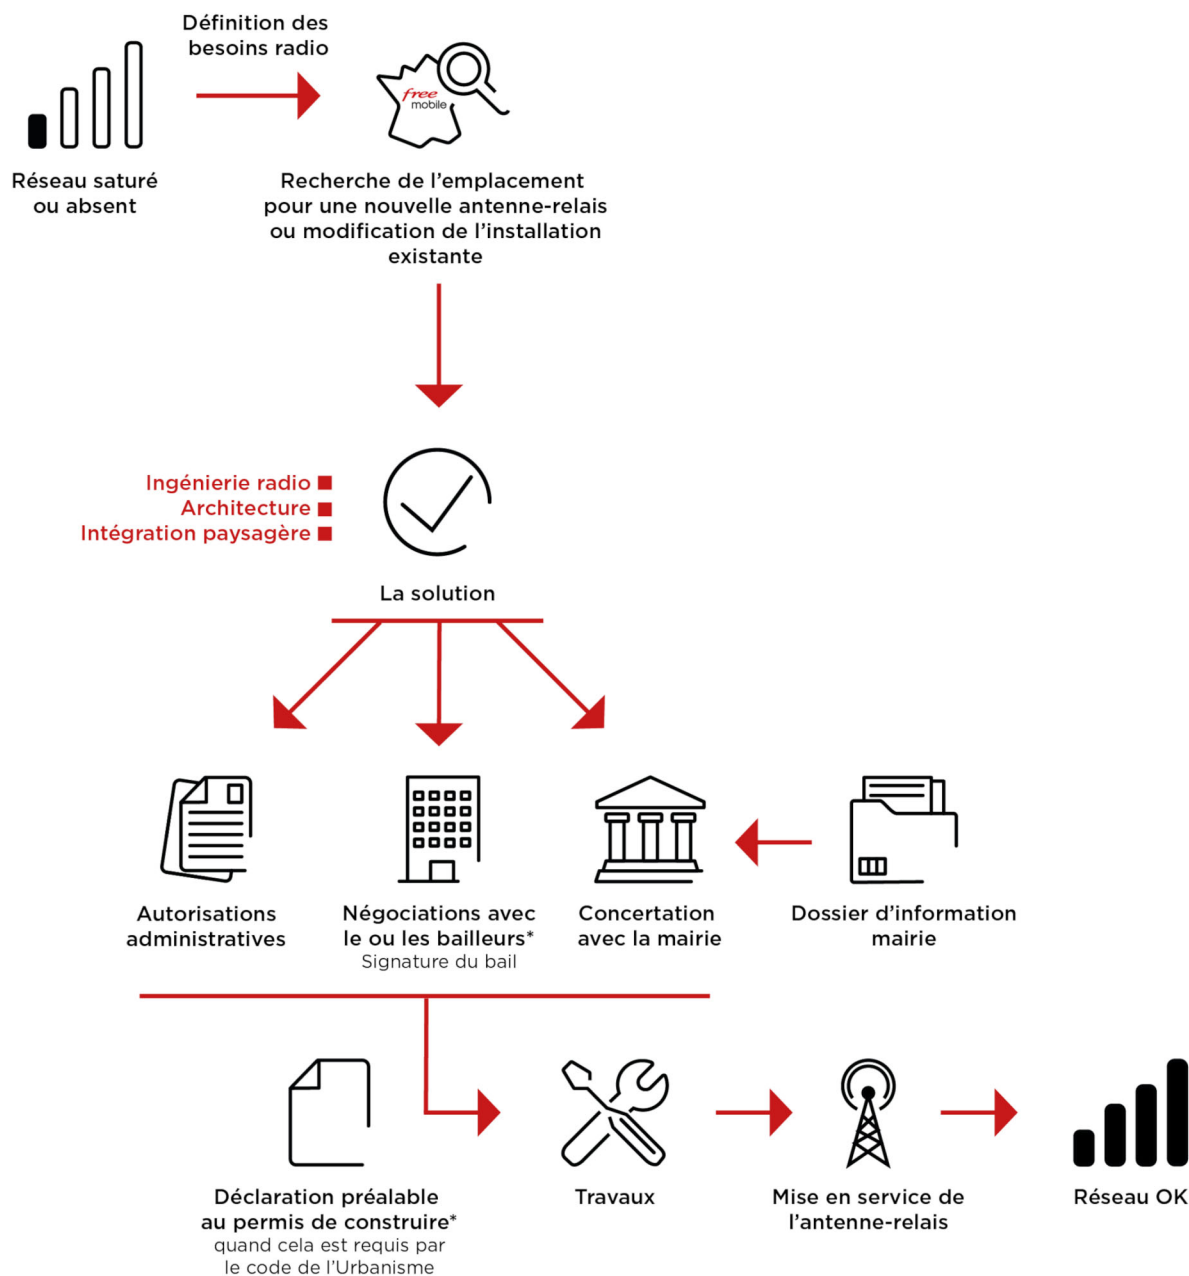 Définition des
besoins radio
free
mobile
Réseau saturé
ou absent
Recherche de l’emplacement
pour une nouvelle antenne-relais
ou modification de l’installation
existante
Ingénierie radio
Architecture
Intégration paysagère
La solution
Autorisations
administratives
Négociations avec
le ou les bailleurs*
Signature du bail
Concertation
avec la mairie
Dossier d’information
mairie
Déclaration préalable
au permis de construire*
quand cela est requis par
le code de l’Urbanisme
Travaux
Mise en service de
l’antenne-relais
Réseau OK